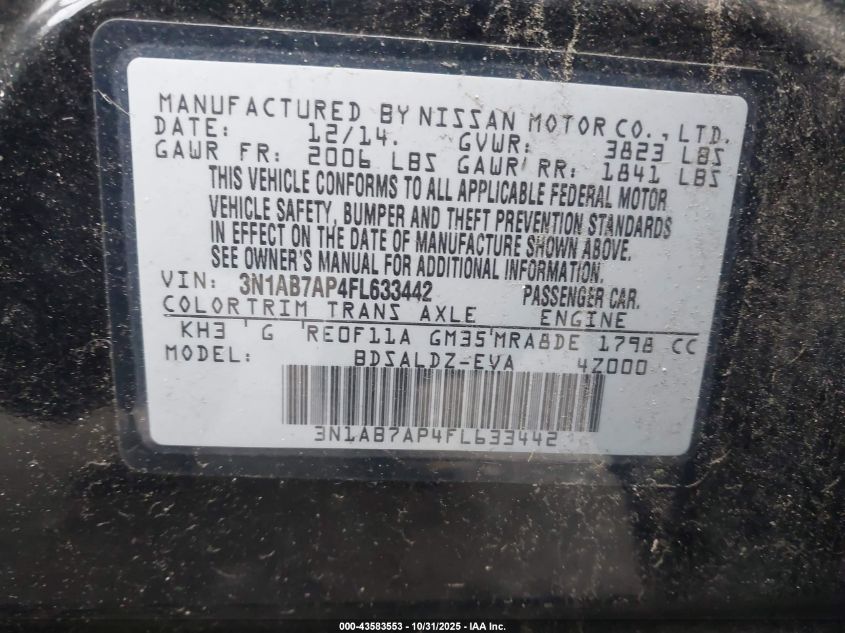 MANUFACTURED BY NISSAN MOTOR CO., LTD.
DATE: 12/14. GVWR: 3823 LBS
GAWR FR: 2006 LBS GAWR RR: 1841 LBS
THIS VEHICLE CONFORMS TO ALL APPLICABLE FEDERAL MOTOR
VEHICLE SAFETY, BUMPER AND THEFT PREVENTION STANDARDS
IN EFFECT ON THE DATE OF MANUFACTURE SHOWN ABOVE.
SEE OWNER'S MANUAL FOR ADDITIONAL INFORMATION.
VIN: 3N1AB7AP4FL633442 PASSENGER CAR.
COLORTRIM TRANS AXLE ENGINE
KH3 'G 'RE0F11A GM35'MRA8DE 1798 CC
MODEL: BDSALDZ-EVA 4Z000
3N1AB7AP4FL633442
000-43583553 | 10/31/2025 - IAA Inc.